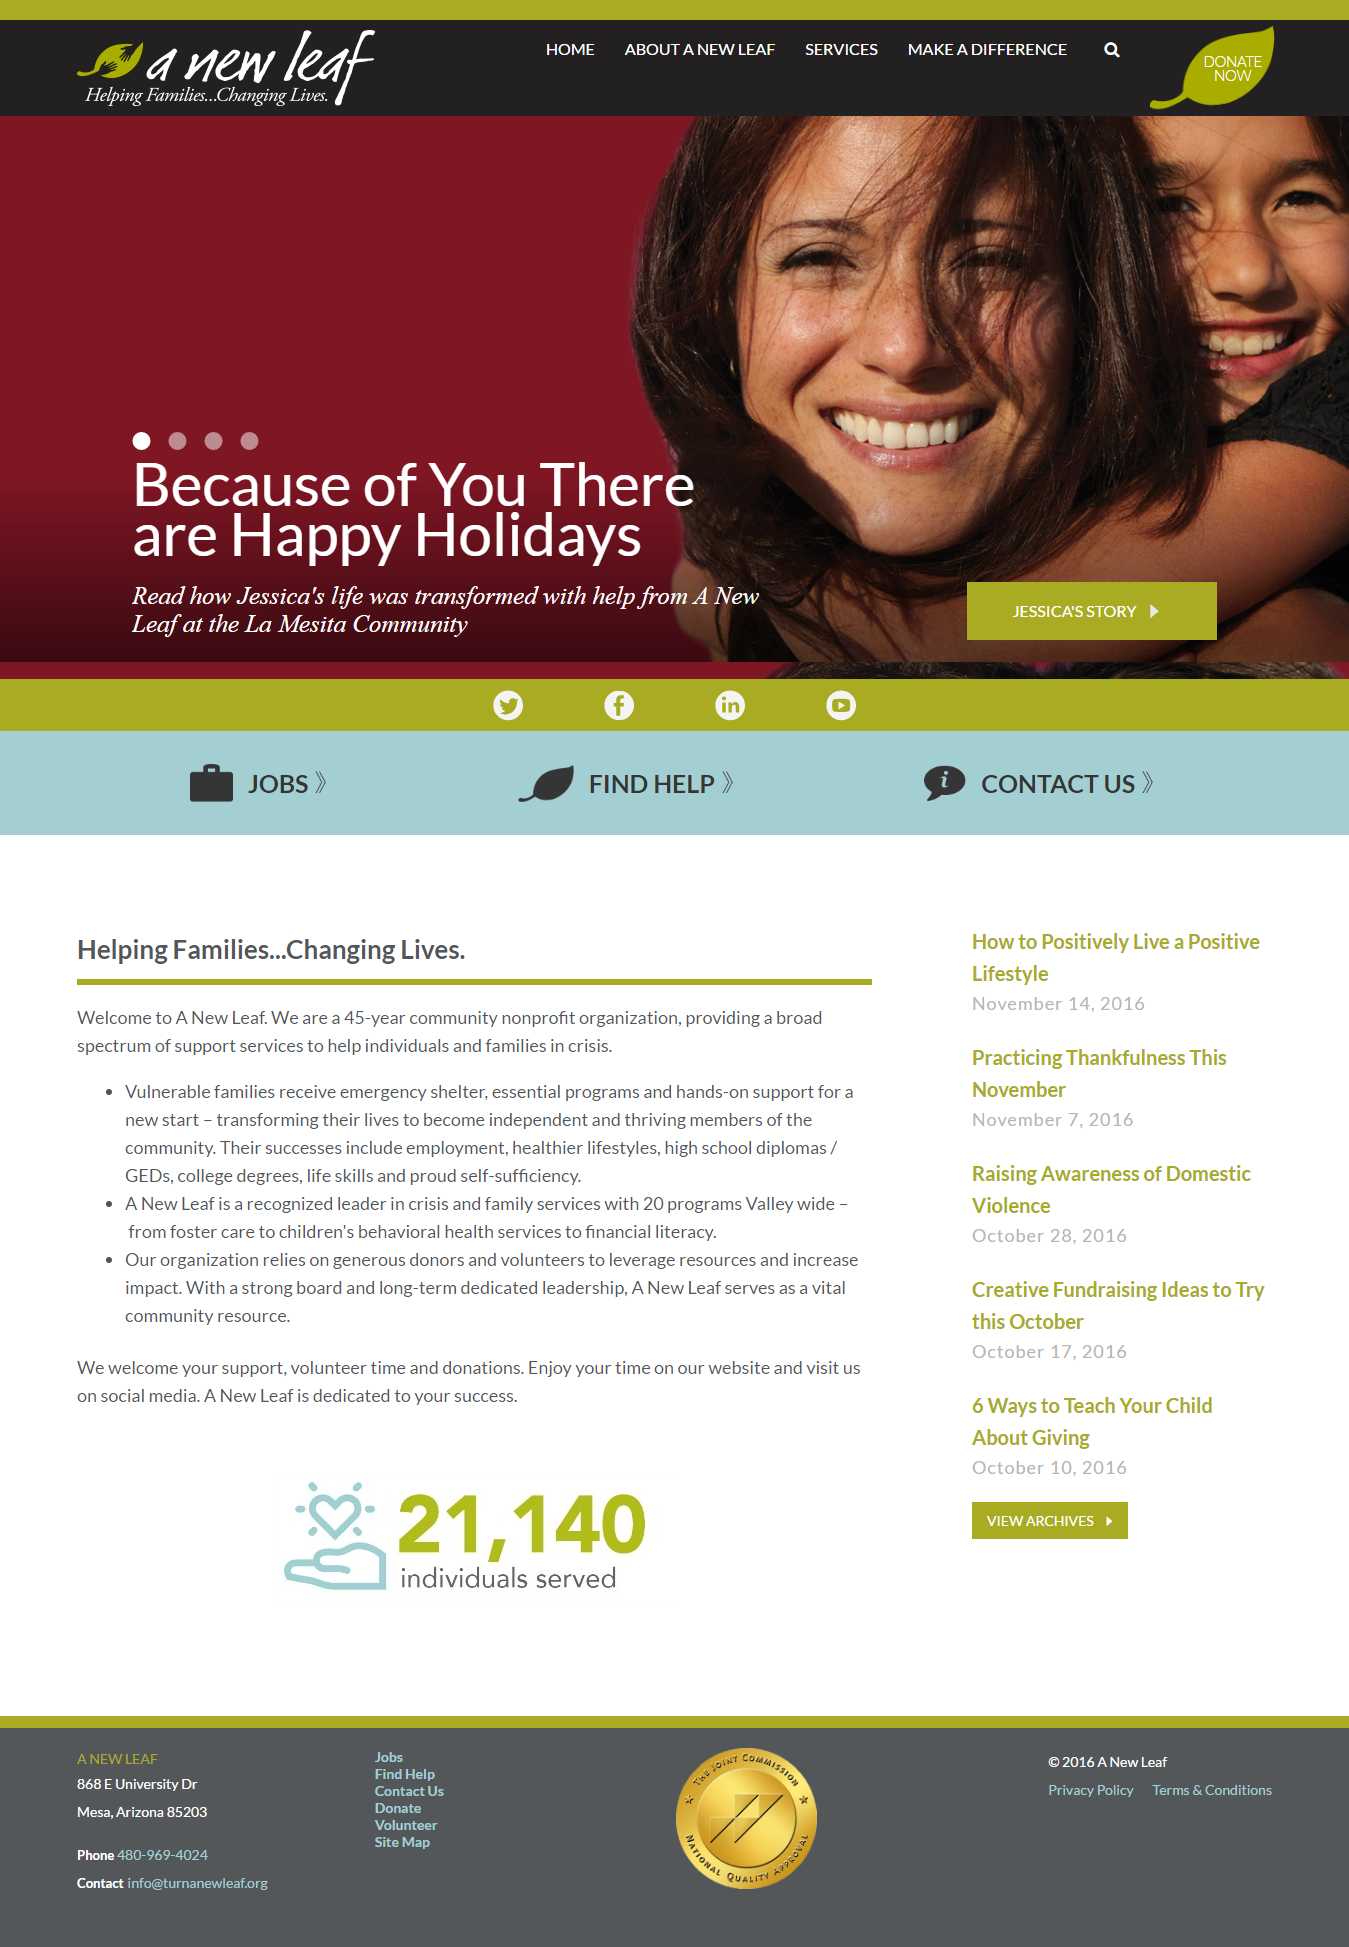 a new leaf
Helping Families...Changing Lives.
HOME
ABOUT A NEW LEAF
SERVICES
MAKE A DIFFERENCE
DONATE
NOW
Because of You There
are Happy Holidays
Read how Jessica's life was transformed with help from A New
Leaf at the La Mesita Community
JESSICA'S STORY
JOBS
FIND HELP
CONTACT US
Helping Families...Changing Lives.
Welcome to A New Leaf. We are a 45-year community nonprofit organization, providing a broad
spectrum of support services to help individuals and families in crisis.
• Vulnerable families receive emergency shelter, essential programs and hands-on support for a
new start – transforming their lives to become independent and thriving members of the
community. Their successes include employment, healthier lifestyles, high school diplomas /
GEDs, college degrees, life skills and proud self-sufficiency.
• A New Leaf is a recognized leader in crisis and family services with 20 programs Valley wide –
from foster care to children's behavioral health services to financial literacy.
• Our organization relies on generous donors and volunteers to leverage resources and increase
impact. With a strong board and long-term dedicated leadership, A New Leaf serves as a vital
community resource.
We welcome your support, volunteer time and donations. Enjoy your time on our website and visit us
on social media. A New Leaf is dedicated to your success.
21,140
individuals served
How to Positively Live a Positive
Lifestyle
November 14, 2016
Practicing Thankfulness This
November
November 7, 2016
Raising Awareness of Domestic
Violence
October 28, 2016
Creative Fundraising Ideas to Try
this October
October 17, 2016
6 Ways to Teach Your Child
About Giving
October 10, 2016
VIEW ARCHIVES
A NEW LEAF
868 E University Dr
Mesa, Arizona 85203
Phone 480-969-4024
Contact info@turnanewleaf.org
Jobs
Find Help
Contact Us
Donate
Volunteer
Site Map
THE JOINT COMMISSION
NATIONAL QUALITY APPROVAL
© 2016 A New Leaf
Privacy Policy
Terms & Conditions